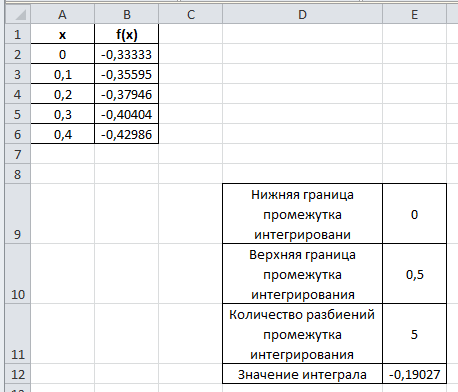 A B C D E
1 x f(x)
2 0 -0,33333
3 0,1 -0,35595
4 0,2 -0,37946
5 0,3 -0,40404
6 0,4 -0,42986
7
8
Нижняя граница
промежутка
9 интегрировани 0
Верхняя граница
промежутка
10 интегрирования 0,5
Количество разбиений
промежутка
11 интегрирования 5
12 Значение интеграла -0,19027